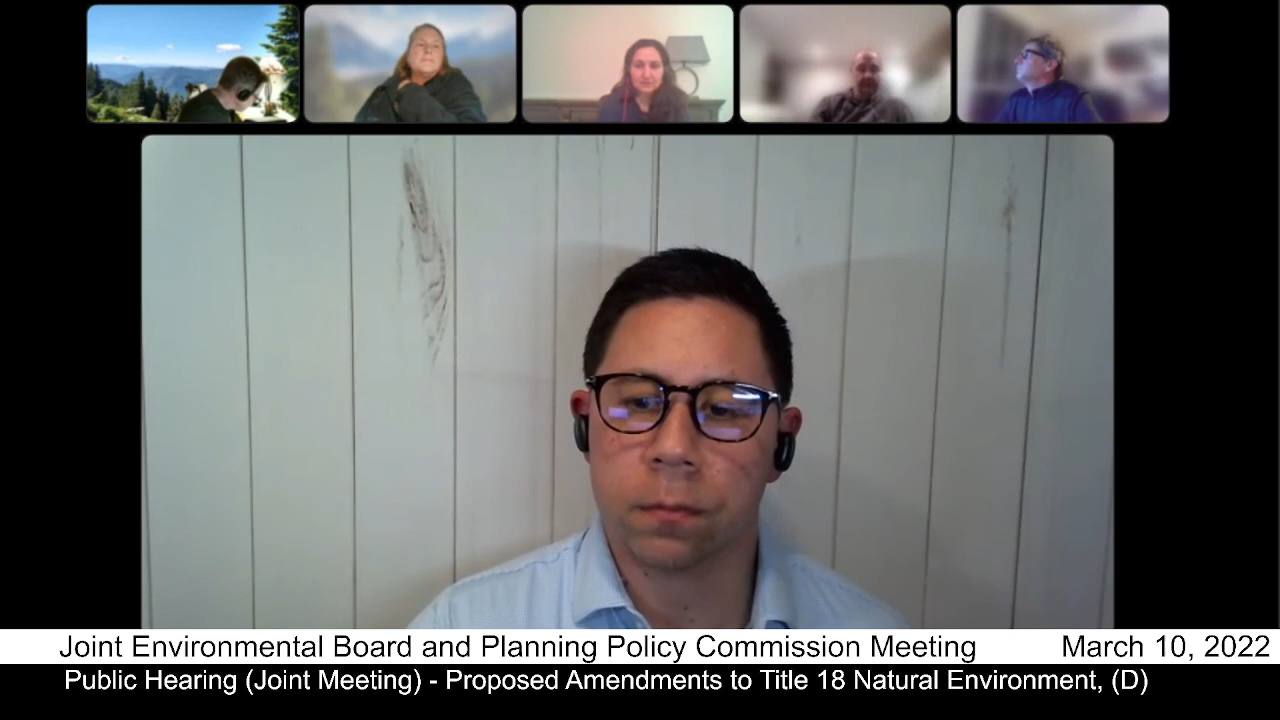 Joint Environmental Board and Planning Policy Commission Meeting March 10, 2022
Public Hearing (Joint Meeting) - Proposed Amendments to Title 18 Natural Environment, (D)